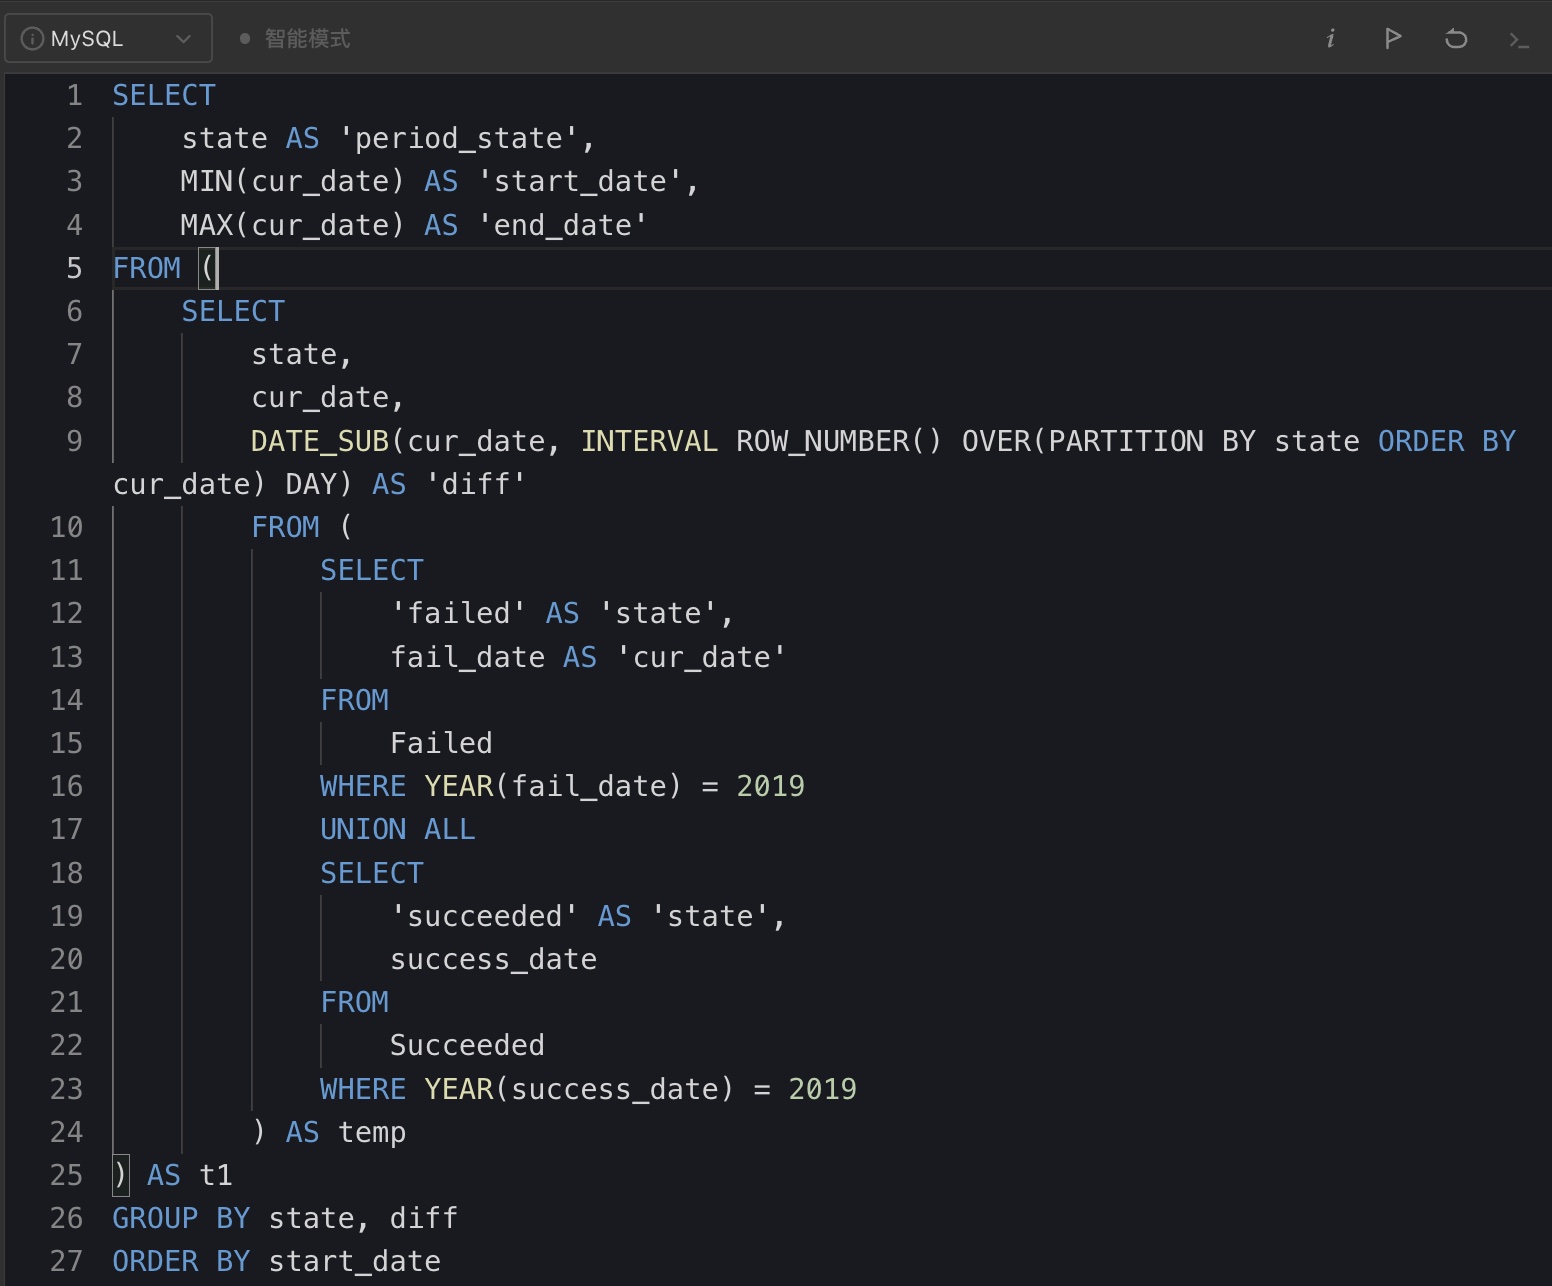 MySQL 智能模式
1 SELECT
2 state AS 'period_state',
3 MIN(cur_date) AS 'start_date',
4 MAX(cur_date) AS 'end_date'
5 FROM (
6 SELECT
7 state,
8 cur_date,
9 DATE_SUB(cur_date, INTERVAL ROW_NUMBER() OVER(PARTITION BY state ORDER BY
cur_date) DAY) AS 'diff'
10 FROM (
11 SELECT
12 'failed' AS 'state',
13 fail_date AS 'cur_date'
14 FROM
15 Failed
16 WHERE YEAR(fail_date) = 2019
17 UNION ALL
18 SELECT
19 'succeeded' AS 'state',
20 success_date
21 FROM
22 Succeeded
23 WHERE YEAR(success_date) = 2019
24 ) AS temp
25 ) AS t1
26 GROUP BY state, diff
27 ORDER BY start_date